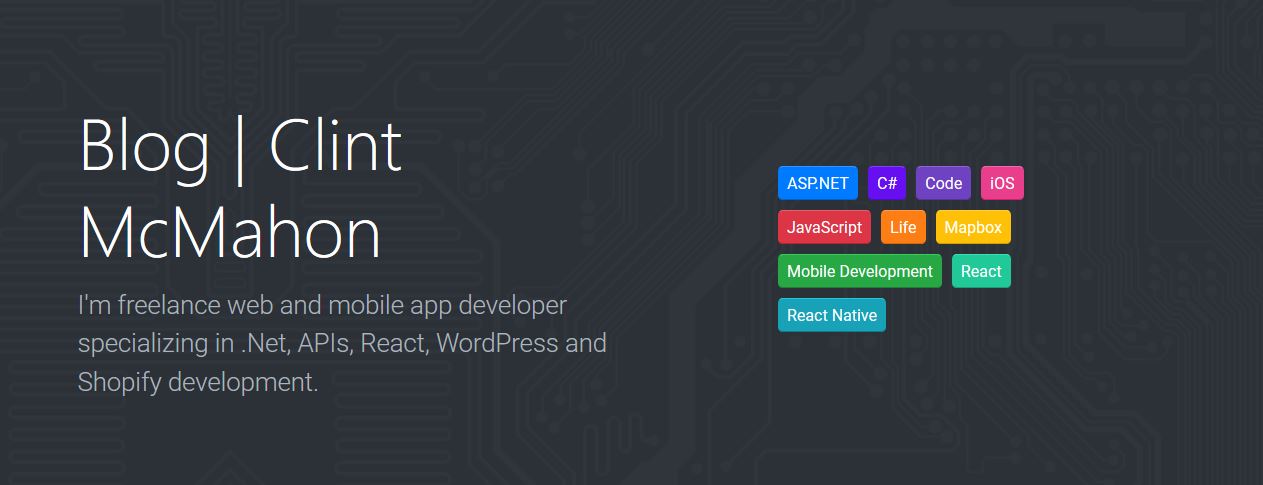 Blog | Clint
McMahon
I'm freelance web and mobile app developer
specializing in .Net, APIs, React, WordPress and
Shopify development.
ASP.NET C# Code iOS
JavaScript Life Mapbox
Mobile Development React
React Native